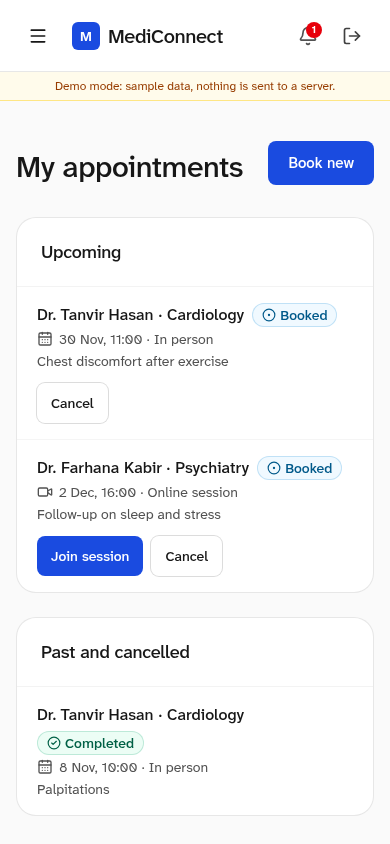 M MediConnect 1
Demo mode: sample data, nothing is sent to a server.
My appointments Book new
Upcoming
Dr. Tanvir Hasan · Cardiology Booked
30 Nov, 11:00 · In person
Chest discomfort after exercise
Cancel
Dr. Farhana Kabir · Psychiatry Booked
2 Dec, 16:00 · Online session
Follow-up on sleep and stress
Join session Cancel
Past and cancelled
Dr. Tanvir Hasan · Cardiology
Completed
8 Nov, 10:00 · In person
Palpitations